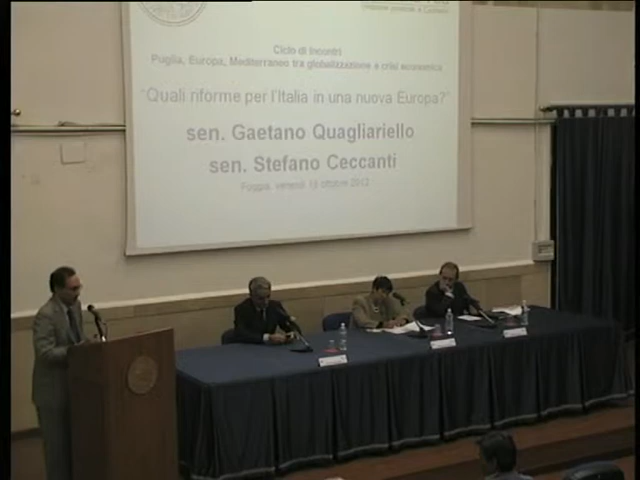 Ciclo di Incontri
Puglia, Europa, Mediterraneo tra globalizzazione e crisi economica
"Quali riforme per l'Italia in una nuova Europa?"
sen. Gaetano Quagliariello
sen. Stefano Ceccanti
Foggia, venerdì ottobre 2012